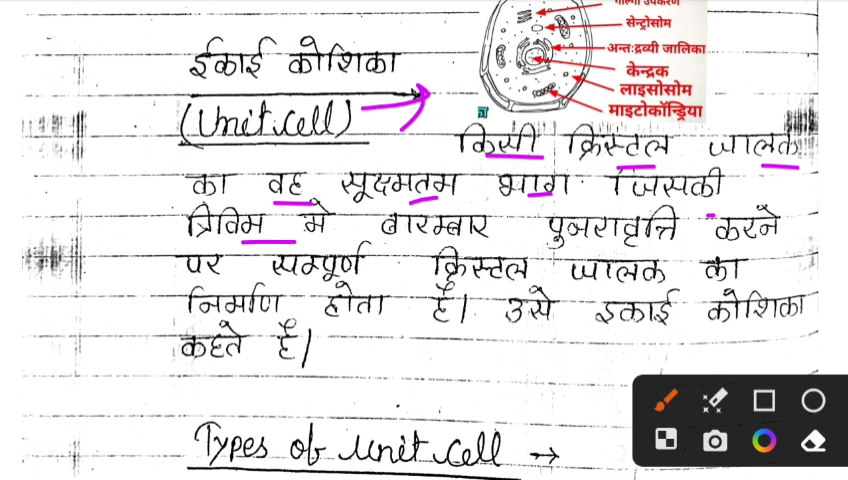 गॉल्गी उपकरण
सेन्ट्रोसोम
अन्तःद्रव्यी जालिका
केन्द्रक
लाइसोसोम
माइटोकॉन्ड्रिया
ईकाई कोशिका
(Unit cell)
किसी क्रिस्टल जालक
का वह सूक्ष्मतम भाग जिसकी
त्रिविम मे बारम्बार पुनरावृत्ति करने
पर सम्पूर्ण क्रिस्टल जालक का
निर्माण होता है। उसे इकाई कोशिका
कहते है।
Types of unit cell →